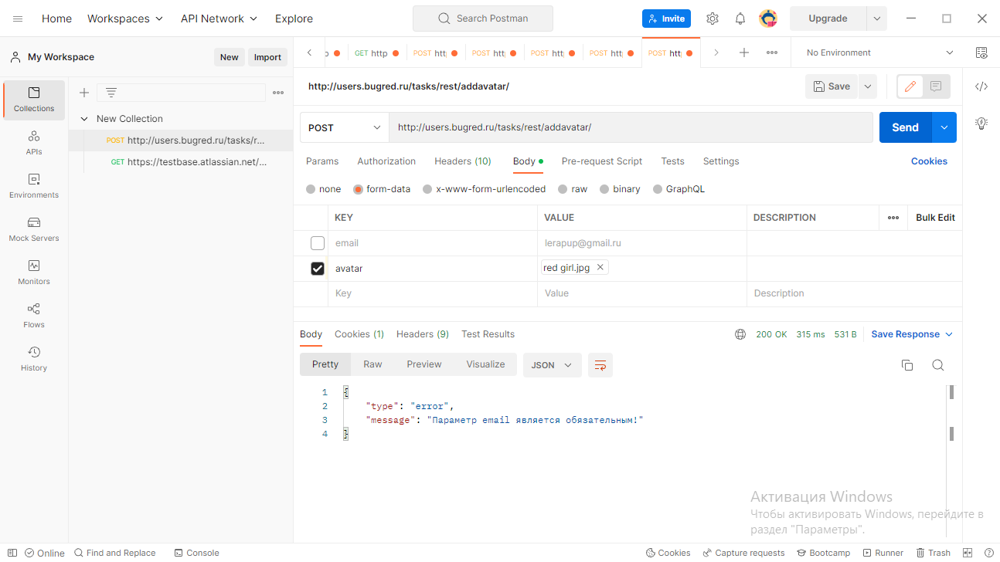 Home Workspaces API Network Explore Search Postman Invite Upgrade
My Workspace New Import
GET http POST htt POST htt POST htt POST htt POST htt No Environment
http://users.bugred.ru/tasks/rest/addavatar/ Save
Collections
APIs
Environments
Mock Servers
Monitors
Flows
History
New Collection
POST http://users.bugred.ru/tasks/r...
GET https://testbase.atlassian.net/...
POST http://users.bugred.ru/tasks/rest/addavatar/ Send
Params Authorization Headers (10) Body Pre-request Script Tests Settings Cookies
none form-data x-www-form-urlencoded raw binary GraphQL
KEY VALUE DESCRIPTION Bulk Edit
email lerapup@gmail.ru
avatar red girl.jpg
Key Value Description
Body Cookies (1) Headers (9) Test Results 200 OK 315 ms 531 B Save Response
Pretty Raw Preview Visualize JSON
1 {
2 "type": "error",
3 "message": "Параметр email является обязательным!"
4 }
Активация Windows
Чтобы активировать Windows, перейдите в
раздел "Параметры".
Online Find and Replace Console Cookies Capture requests Bootcamp Runner Trash